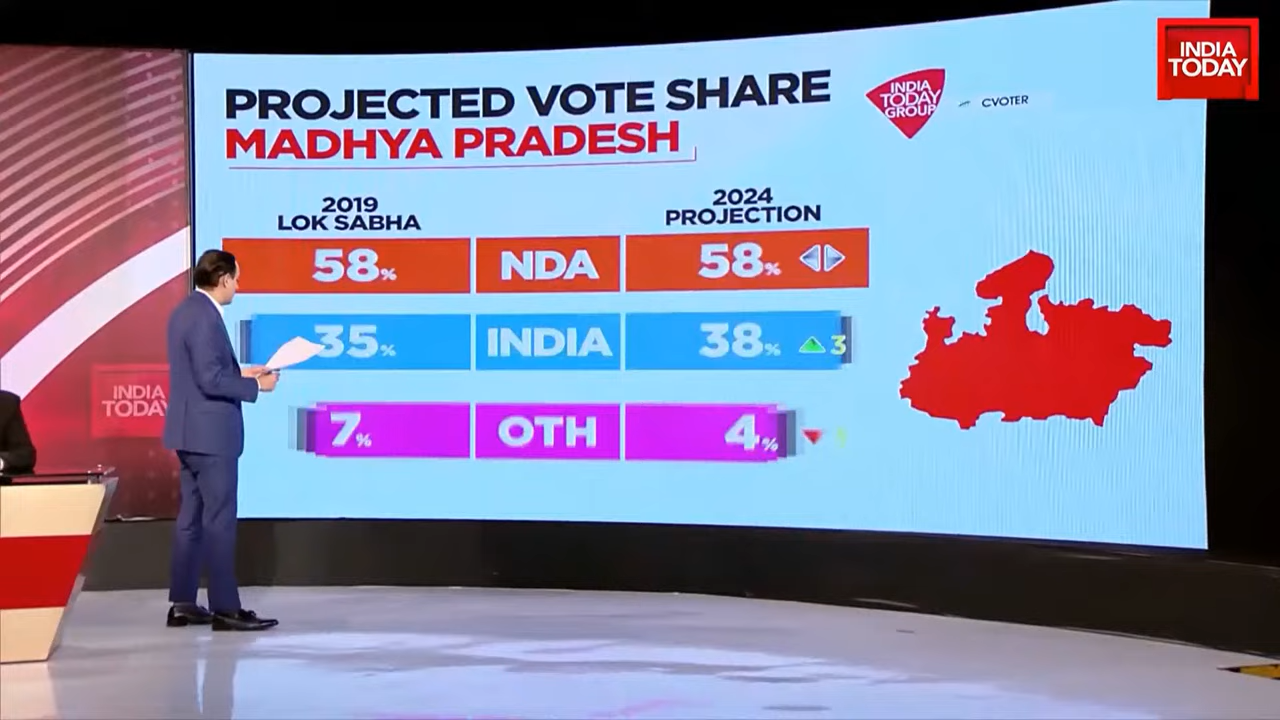 INDIA
TODAY
PROJECTED VOTE SHARE
MADHYA PRADESH
INDIA
TODAY
GROUP
CVOTER
2019
LOK SABHA
2024
PROJECTION
58% NDA 58%
35% INDIA 38% 3
7% OTH 4%
INDIA
TODAY